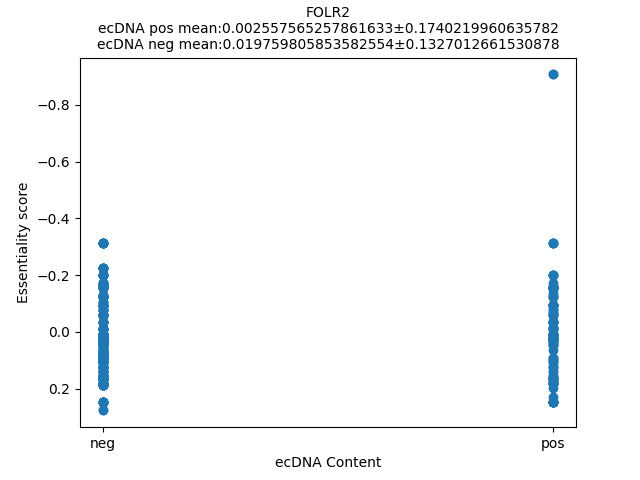 FOLR2
ecDNA pos mean:0.002557565257861633±0.1740219960635782
ecDNA neg mean:0.019759805853582554±0.1327012661530878
−0.8
−0.6
−0.4
−0.2
0.0
0.2
Essentiality score
neg
pos
ecDNA Content